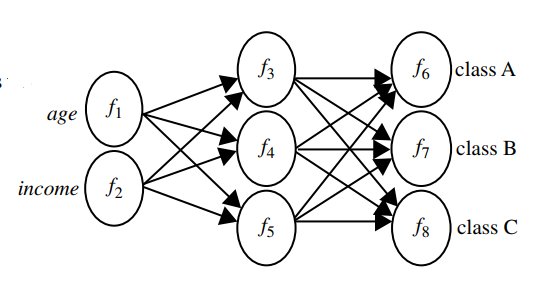 age f₁ f₃ f₆ class A
f₄ f₇ class B
income f₂ f₅ f₈ class C